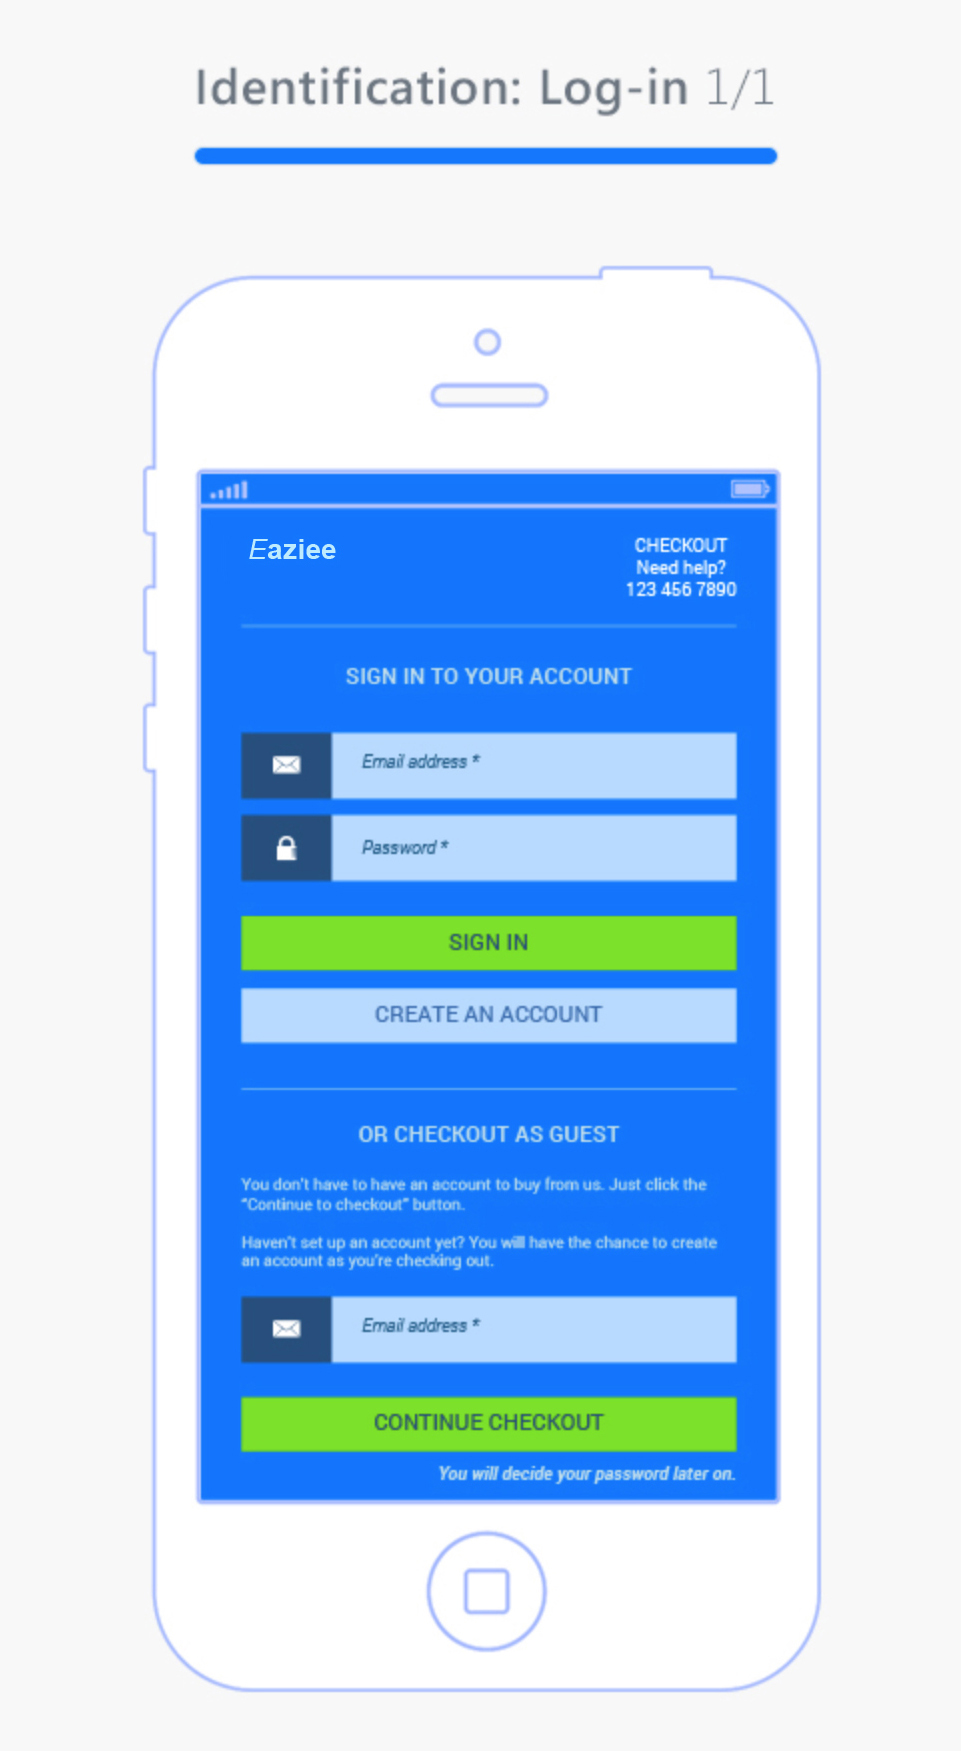 Identification: Log-in 1/1
Eaziee
CHECKOUT
Need help?
123 456 7890
SIGN IN TO YOUR ACCOUNT
Email address *
Password *
SIGN IN
CREATE AN ACCOUNT
OR CHECKOUT AS GUEST
You don't have to have an account to buy from us. Just click the
“Continue to checkout” button.
Haven't set up an account yet? You will have the chance to create
an account as you're checking out.
Email address *
CONTINUE CHECKOUT
You will decide your password later on.